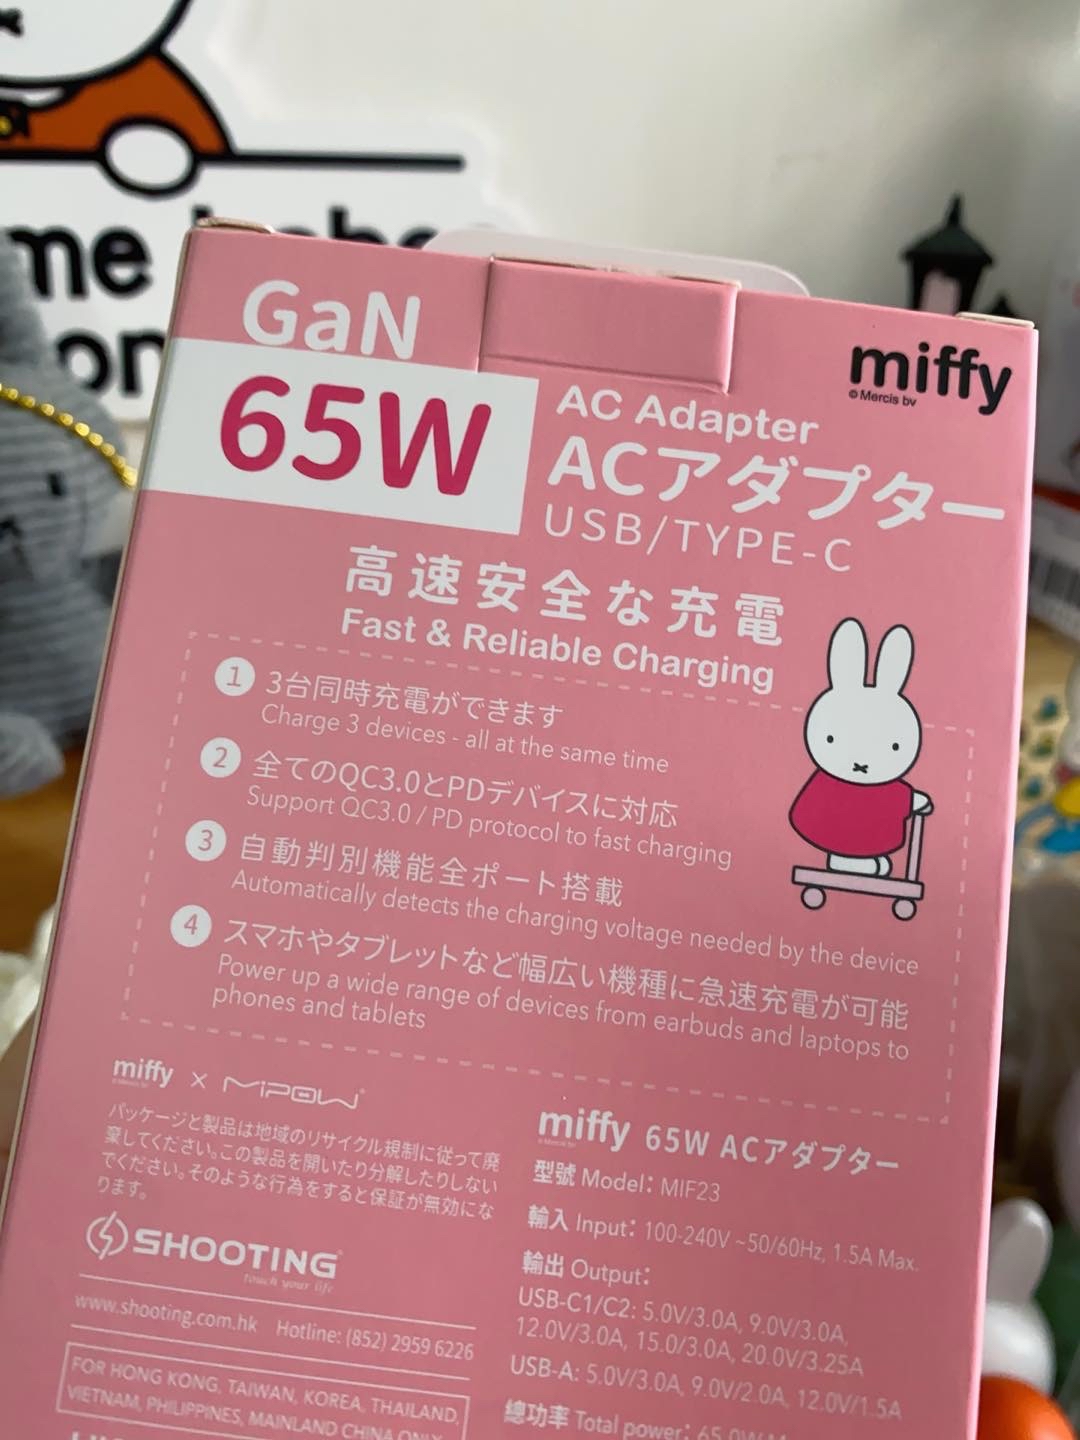 me
on
GaN
65W
miffy
© Mercis bv
AC Adapter
ACアダプター
USB/TYPE-C
高速安全な充電
Fast & Reliable Charging
1 3台同時充電ができます
Charge 3 devices - all at the same time
2 全てのQC3.0とPDデバイスに対応
Support QC3.0 / PD protocol to fast charging
3 自動判別機能全ポート搭載
Automatically detects the charging voltage needed by the device
4 スマホやタブレットなど幅広い機種に急速充電が可能
Power up a wide range of devices from earbuds and laptops to
phones and tablets
miffy × MIPOW®
© Mercis bv
パッケージと製品は地域のリサイクル規制に従って廃
棄してください。この製品を開いたり分解したりしない
でください。そのような行為をすると保証が無効にな
ります。
SHOOTING®
touch your life
www.shooting.com.hk Hotline: (852) 2959 6226
FOR HONG KONG, TAIWAN, KOREA, THAILAND,
VIETNAM, PHILIPPINES, MAINLAND CHINA ONLY
miffy 65W ACアダプター
© Mercis bv
型號 Model: MIF23
輸入 Input: 100-240V ~50/60Hz, 1.5A Max.
輸出 Output:
USB-C1/C2: 5.0V/3.0A, 9.0V/3.0A,
12.0V/3.0A, 15.0/3.0A, 20.0V/3.25A
USB-A: 5.0V/3.0A, 9.0V/2.0A, 12.0V/1.5A
總功率 Total power: 65.0W